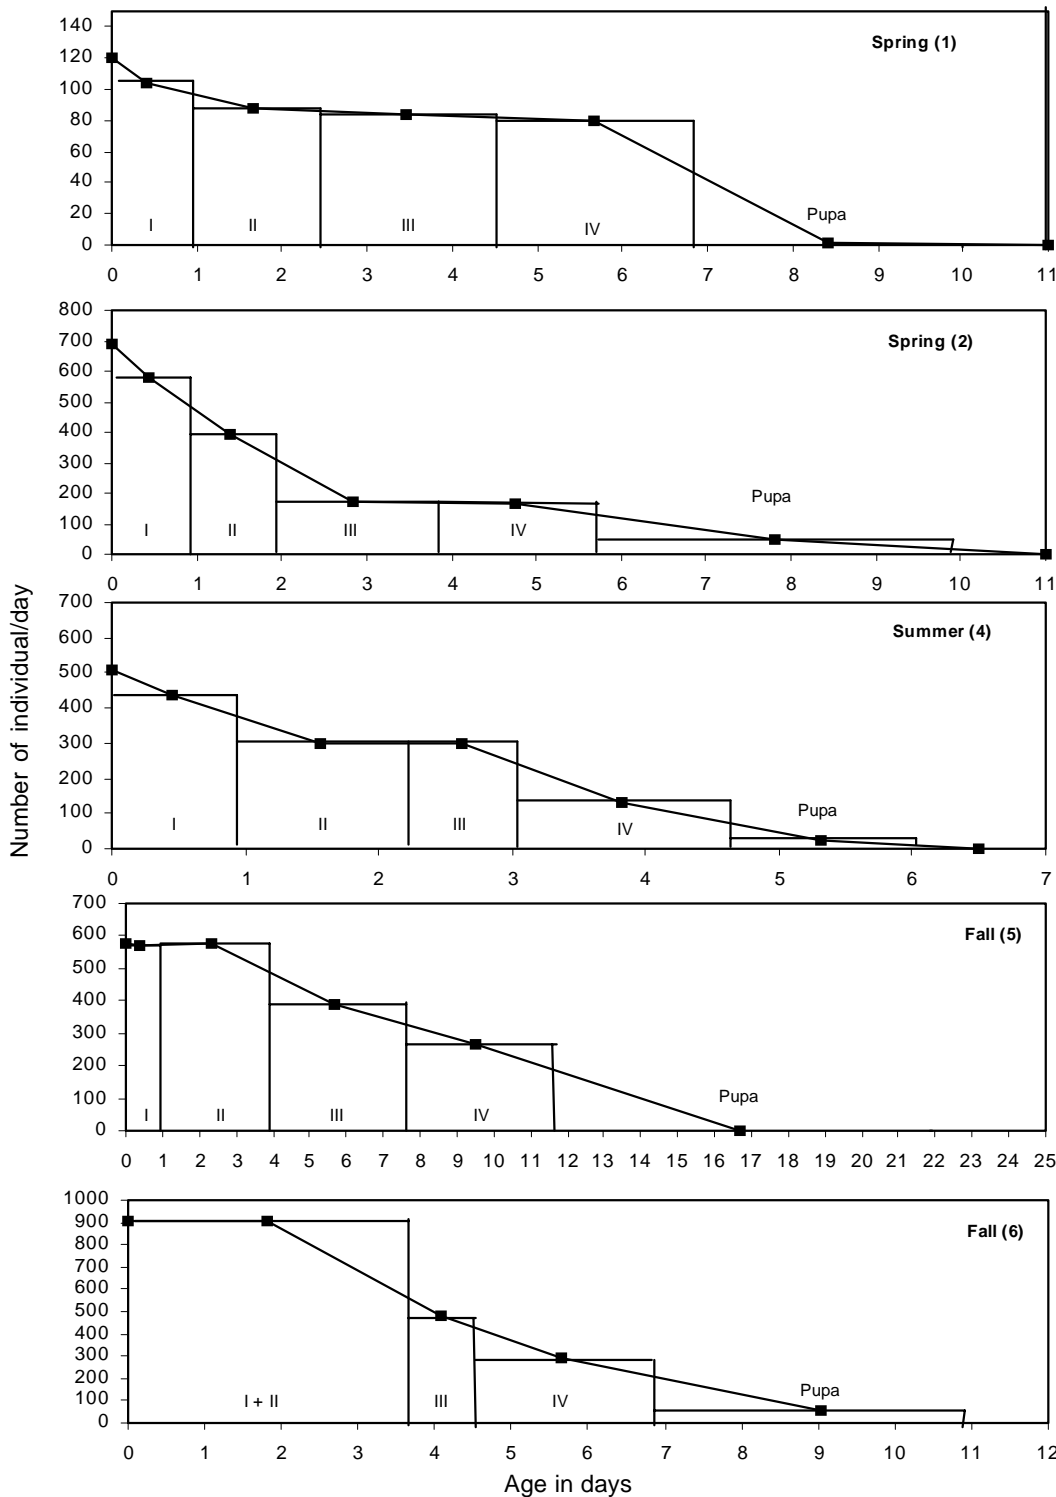 140
Spring (1)
120
100
80
60
40
20
Pupa
I
II
III
IV
0
0 1 2 3 4 5 6 7 8 9 10 11
800
Spring (2)
700
600
500
400
300
200
100
Pupa
I
II
III
IV
0
0 1 2 3 4 5 6 7 8 9 10 11
700
Summer (4)
600
500
400
300
200
100
Pupa
I
II
III
IV
0
0 1 2 3 4 5 6 7
700
Fall (5)
600
500
400
300
200
100
Pupa
I
II
III
IV
0
0 1 2 3 4 5 6 7 8 9 10 11 12 13 14 15 16 17 18 19 20 21 22 23 24 25
1000
Fall (6)
900
800
700
600
500
400
300
200
100
Pupa
I + II
III
IV
0
0 1 2 3 4 5 6 7 8 9 10 11 12
Number of individual/day
Age in days